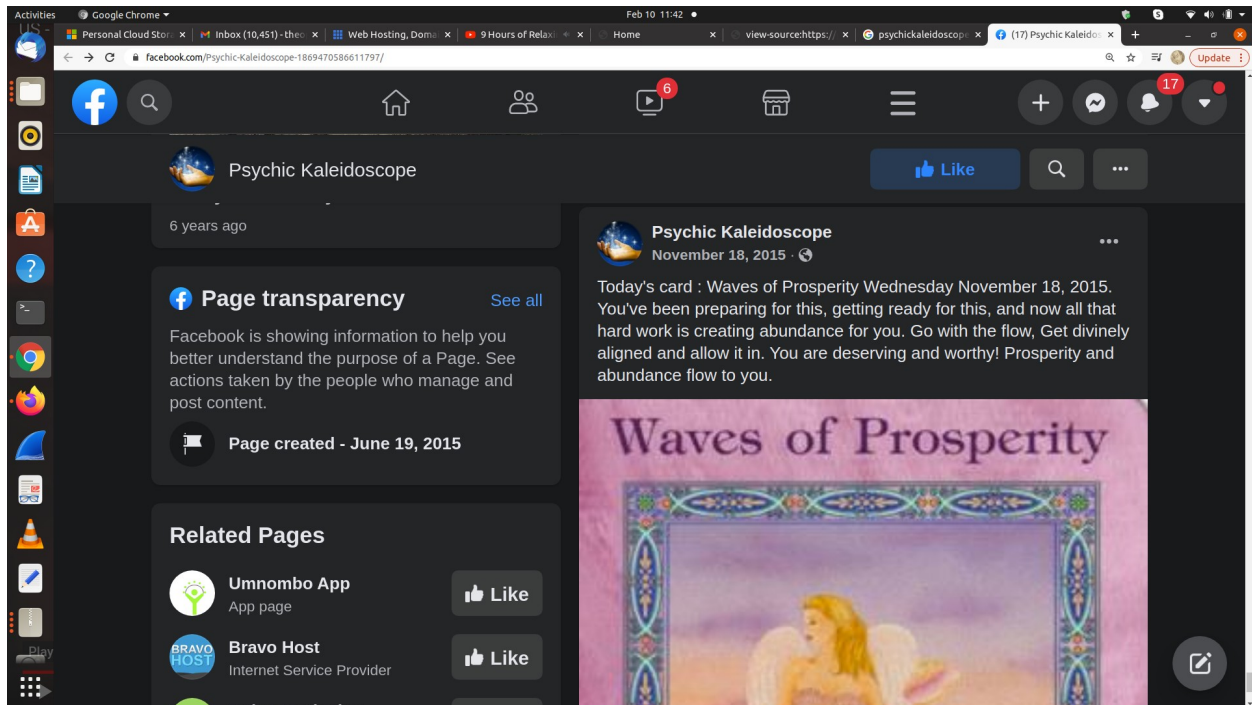 Activities
Google Chrome
Feb 10 11:42
Personal Cloud Stor
Inbox (10,451) - theo
Web Hosting, Doma
9 Hours of Relaxi
Home
view-source:https://
psychickaleidoscope
(17) Psychic Kaleidos
facebook.com/Psychic-Kaleidoscope-1869470586611797/
Update
6
17
Psychic Kaleidoscope
Like
6 years ago
Page transparency
See all
Facebook is showing information to help you
better understand the purpose of a Page. See
actions taken by the people who manage and
post content.
Page created - June 19, 2015
Related Pages
Umnombo App
App page
Like
BRAVO
HOST
Bravo Host
Internet Service Provider
Like
Psychic Kaleidoscope
November 18, 2015 ·
Today's card : Waves of Prosperity Wednesday November 18, 2015.
You've been preparing for this, getting ready for this, and now all that
hard work is creating abundance for you. Go with the flow, Get divinely
aligned and allow it in. You are deserving and worthy! Prosperity and
abundance flow to you.
Waves of Prosperity
Play